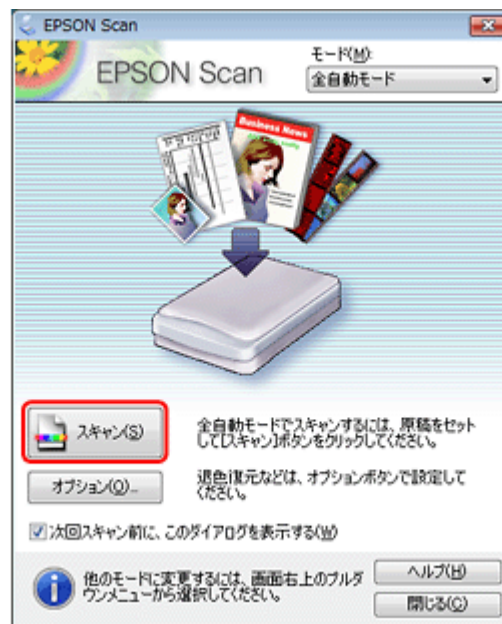 EPSON Scan
EPSON Scan
モード(M):
全自動モード
Business News
スキャン(S)
全自動モードでスキャンするには、原稿をセット
して[スキャン]ボタンをクリックしてください。
オプション(O)...
退色復元などは、オプションボタンで設定して
ください。
次回スキャン前に、このダイアログを表示する(W)
他のモードに変更するには、画面右上のプルダ
ウンメニューから選択してください。
ヘルプ(H)
閉じる(C)